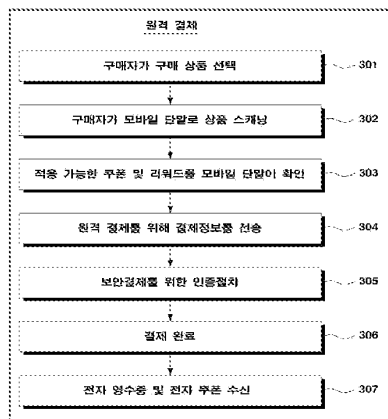 원격 결제
구매자가 구매 상품 선택
301
구매자가 모바일 단말로 상품 스캐닝
302
적용 가능한 쿠폰 및 리워드를 모바일 단말이 확인
303
원격 결제를 위해 결제정보를 전송
304
보안결제를 위한 인증절차
305
결제 완료
306
전자 영수증 및 전자 쿠폰 수신
307